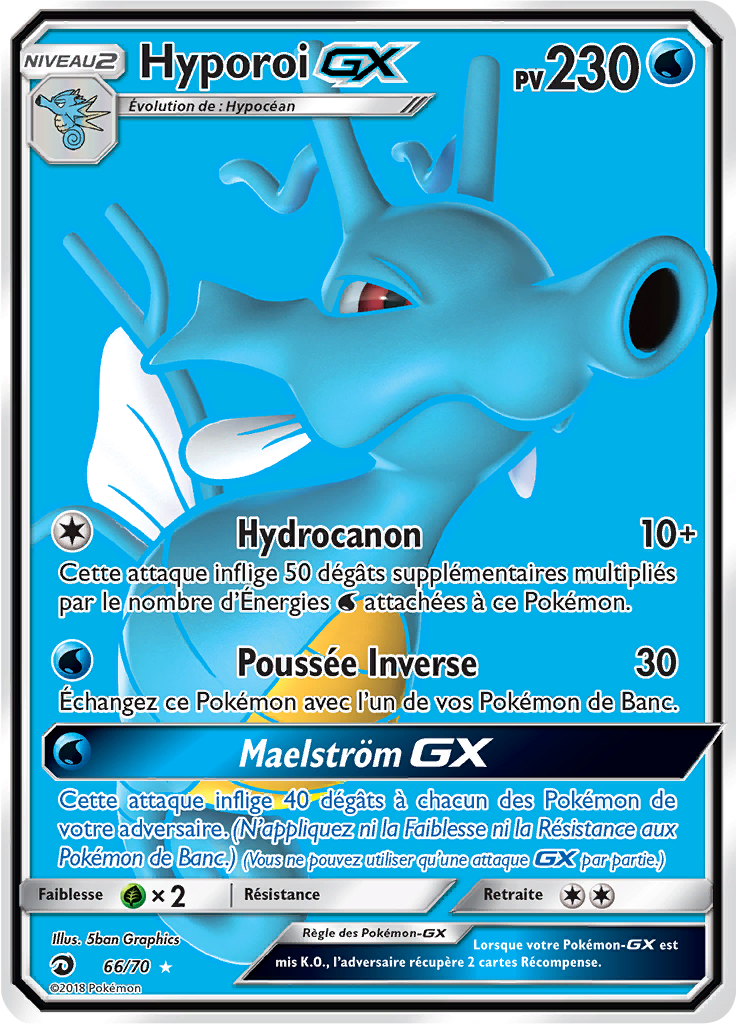 NIVEAU2 Hyporoi GX PV230
Évolution de : Hypocéan
Hydrocanon 10+
Cette attaque inflige 50 dégâts supplémentaires multipliés
par le nombre d'Énergies attachées à ce Pokémon.
Poussée Inverse 30
Échangez ce Pokémon avec l'un de vos Pokémon de Banc.
Maelström GX
Cette attaque inflige 40 dégâts à chacun des Pokémon de
votre adversaire. (N'appliquez ni la Faiblesse ni la Résistance aux
Pokémon de Banc.) (Vous ne pouvez utiliser qu'une attaque GX par partie.)
Faiblesse ×2 Résistance Retraite
Illus. 5ban Graphics
66/70
©2018 Pokémon
Règle des Pokémon-GX
Lorsque votre Pokémon-GX est
mis K.O., l'adversaire récupère 2 cartes Récompense.